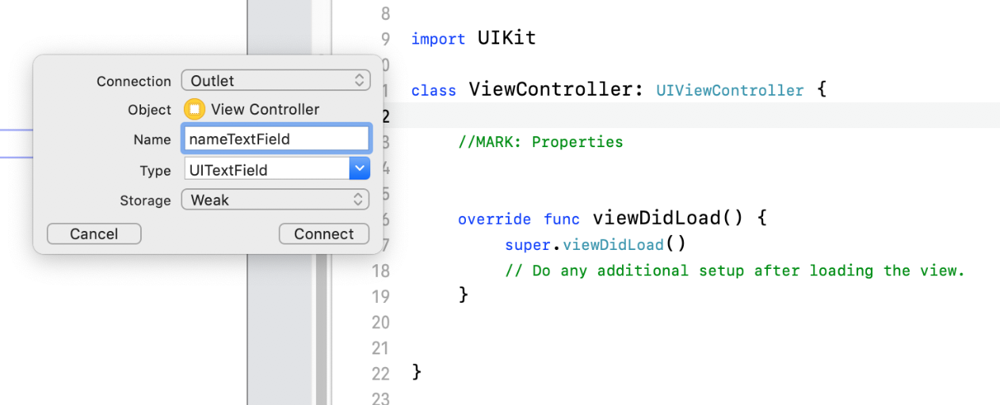 Connection Outlet
Object View Controller
Name nameTextField
Type UITextField
Storage Weak
Cancel Connect
8
9 import UIKit
0
1 class ViewController: UIViewController {
2
3 //MARK: Properties
4
5
6 override func viewDidLoad() {
7 super.viewDidLoad()
18 // Do any additional setup after loading the view.
19 }
20
21
22 }
23